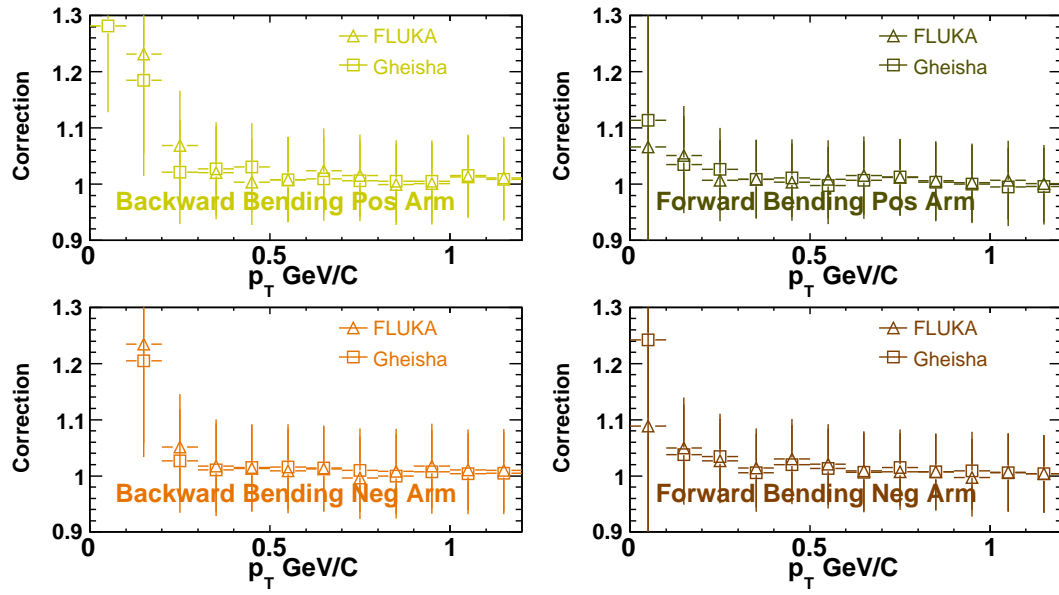 1.3
1.2
1.1
1
0.9
Correction
FLUKA
Gheisha
Backward Bending Pos Arm
0
0.5
1
p_T GeV/C
1.3
1.2
1.1
1
0.9
Correction
FLUKA
Gheisha
Forward Bending Pos Arm
0
0.5
1
p_T GeV/C
1.3
1.2
1.1
1
0.9
Correction
FLUKA
Gheisha
Backward Bending Neg Arm
0
0.5
1
p_T GeV/C
1.3
1.2
1.1
1
0.9
Correction
FLUKA
Gheisha
Forward Bending Neg Arm
0
0.5
1
p_T GeV/C